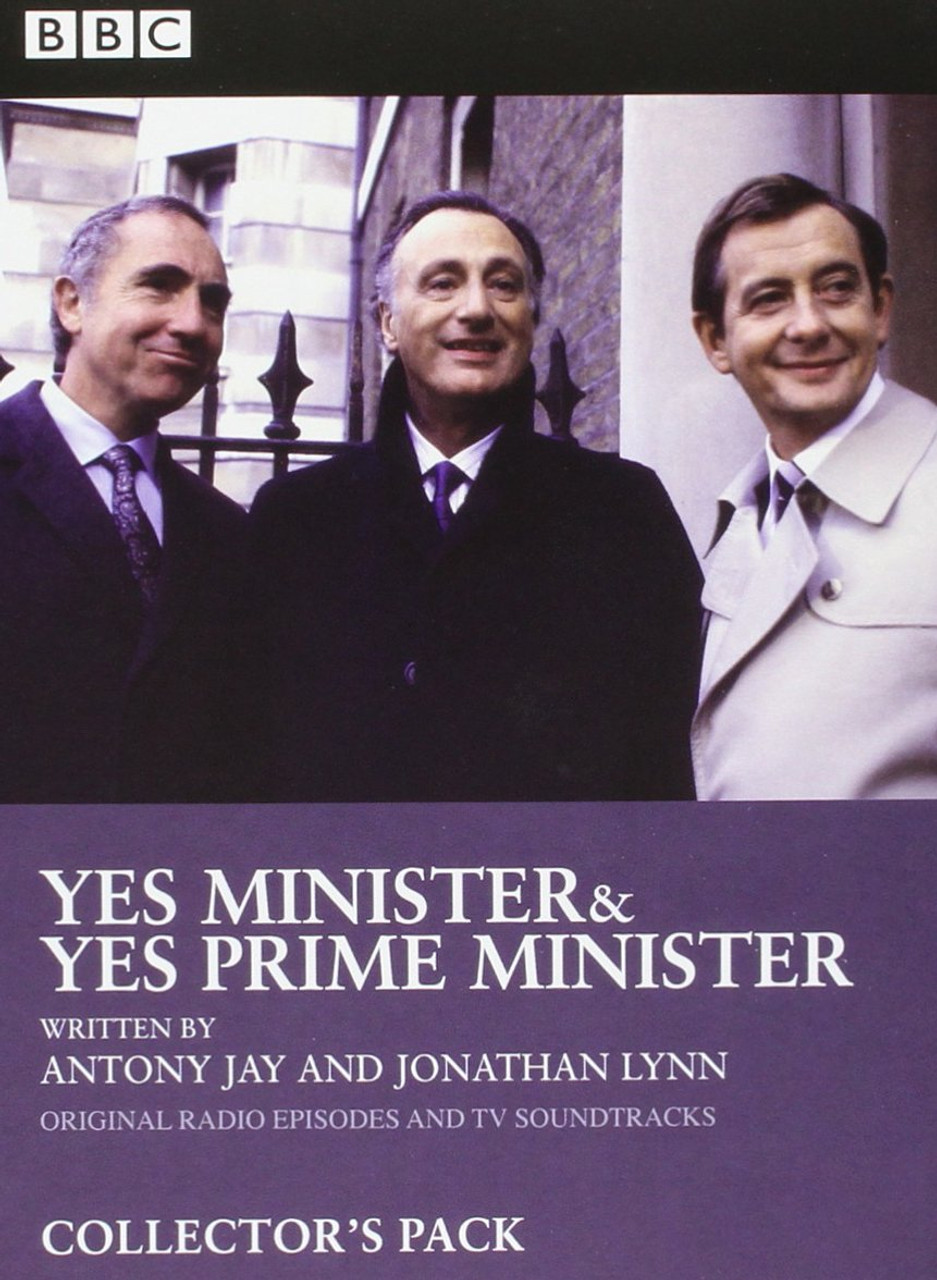 BBC
YES MINISTER&
YES PRIME MINISTER
WRITTEN BY
ANTONY JAY AND JONATHAN LYNN
ORIGINAL RADIO EPISODES AND TV SOUNDTRACKS
COLLECTOR'S PACK